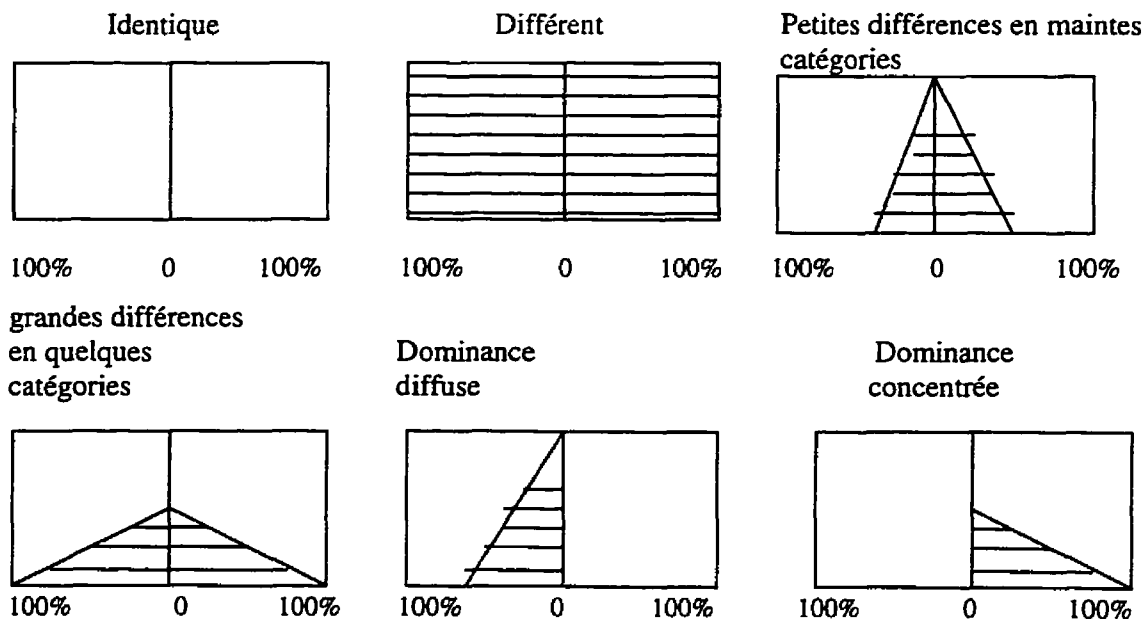 Identique
Différent
Petites différences en maintes
catégories
100% 0 100%
100% 0 100%
100% 0 100%
grandes différences
en quelques
catégories
Dominance
diffuse
Dominance
concentrée
100% 0 100%
100% 0 100%
100% 0 100%